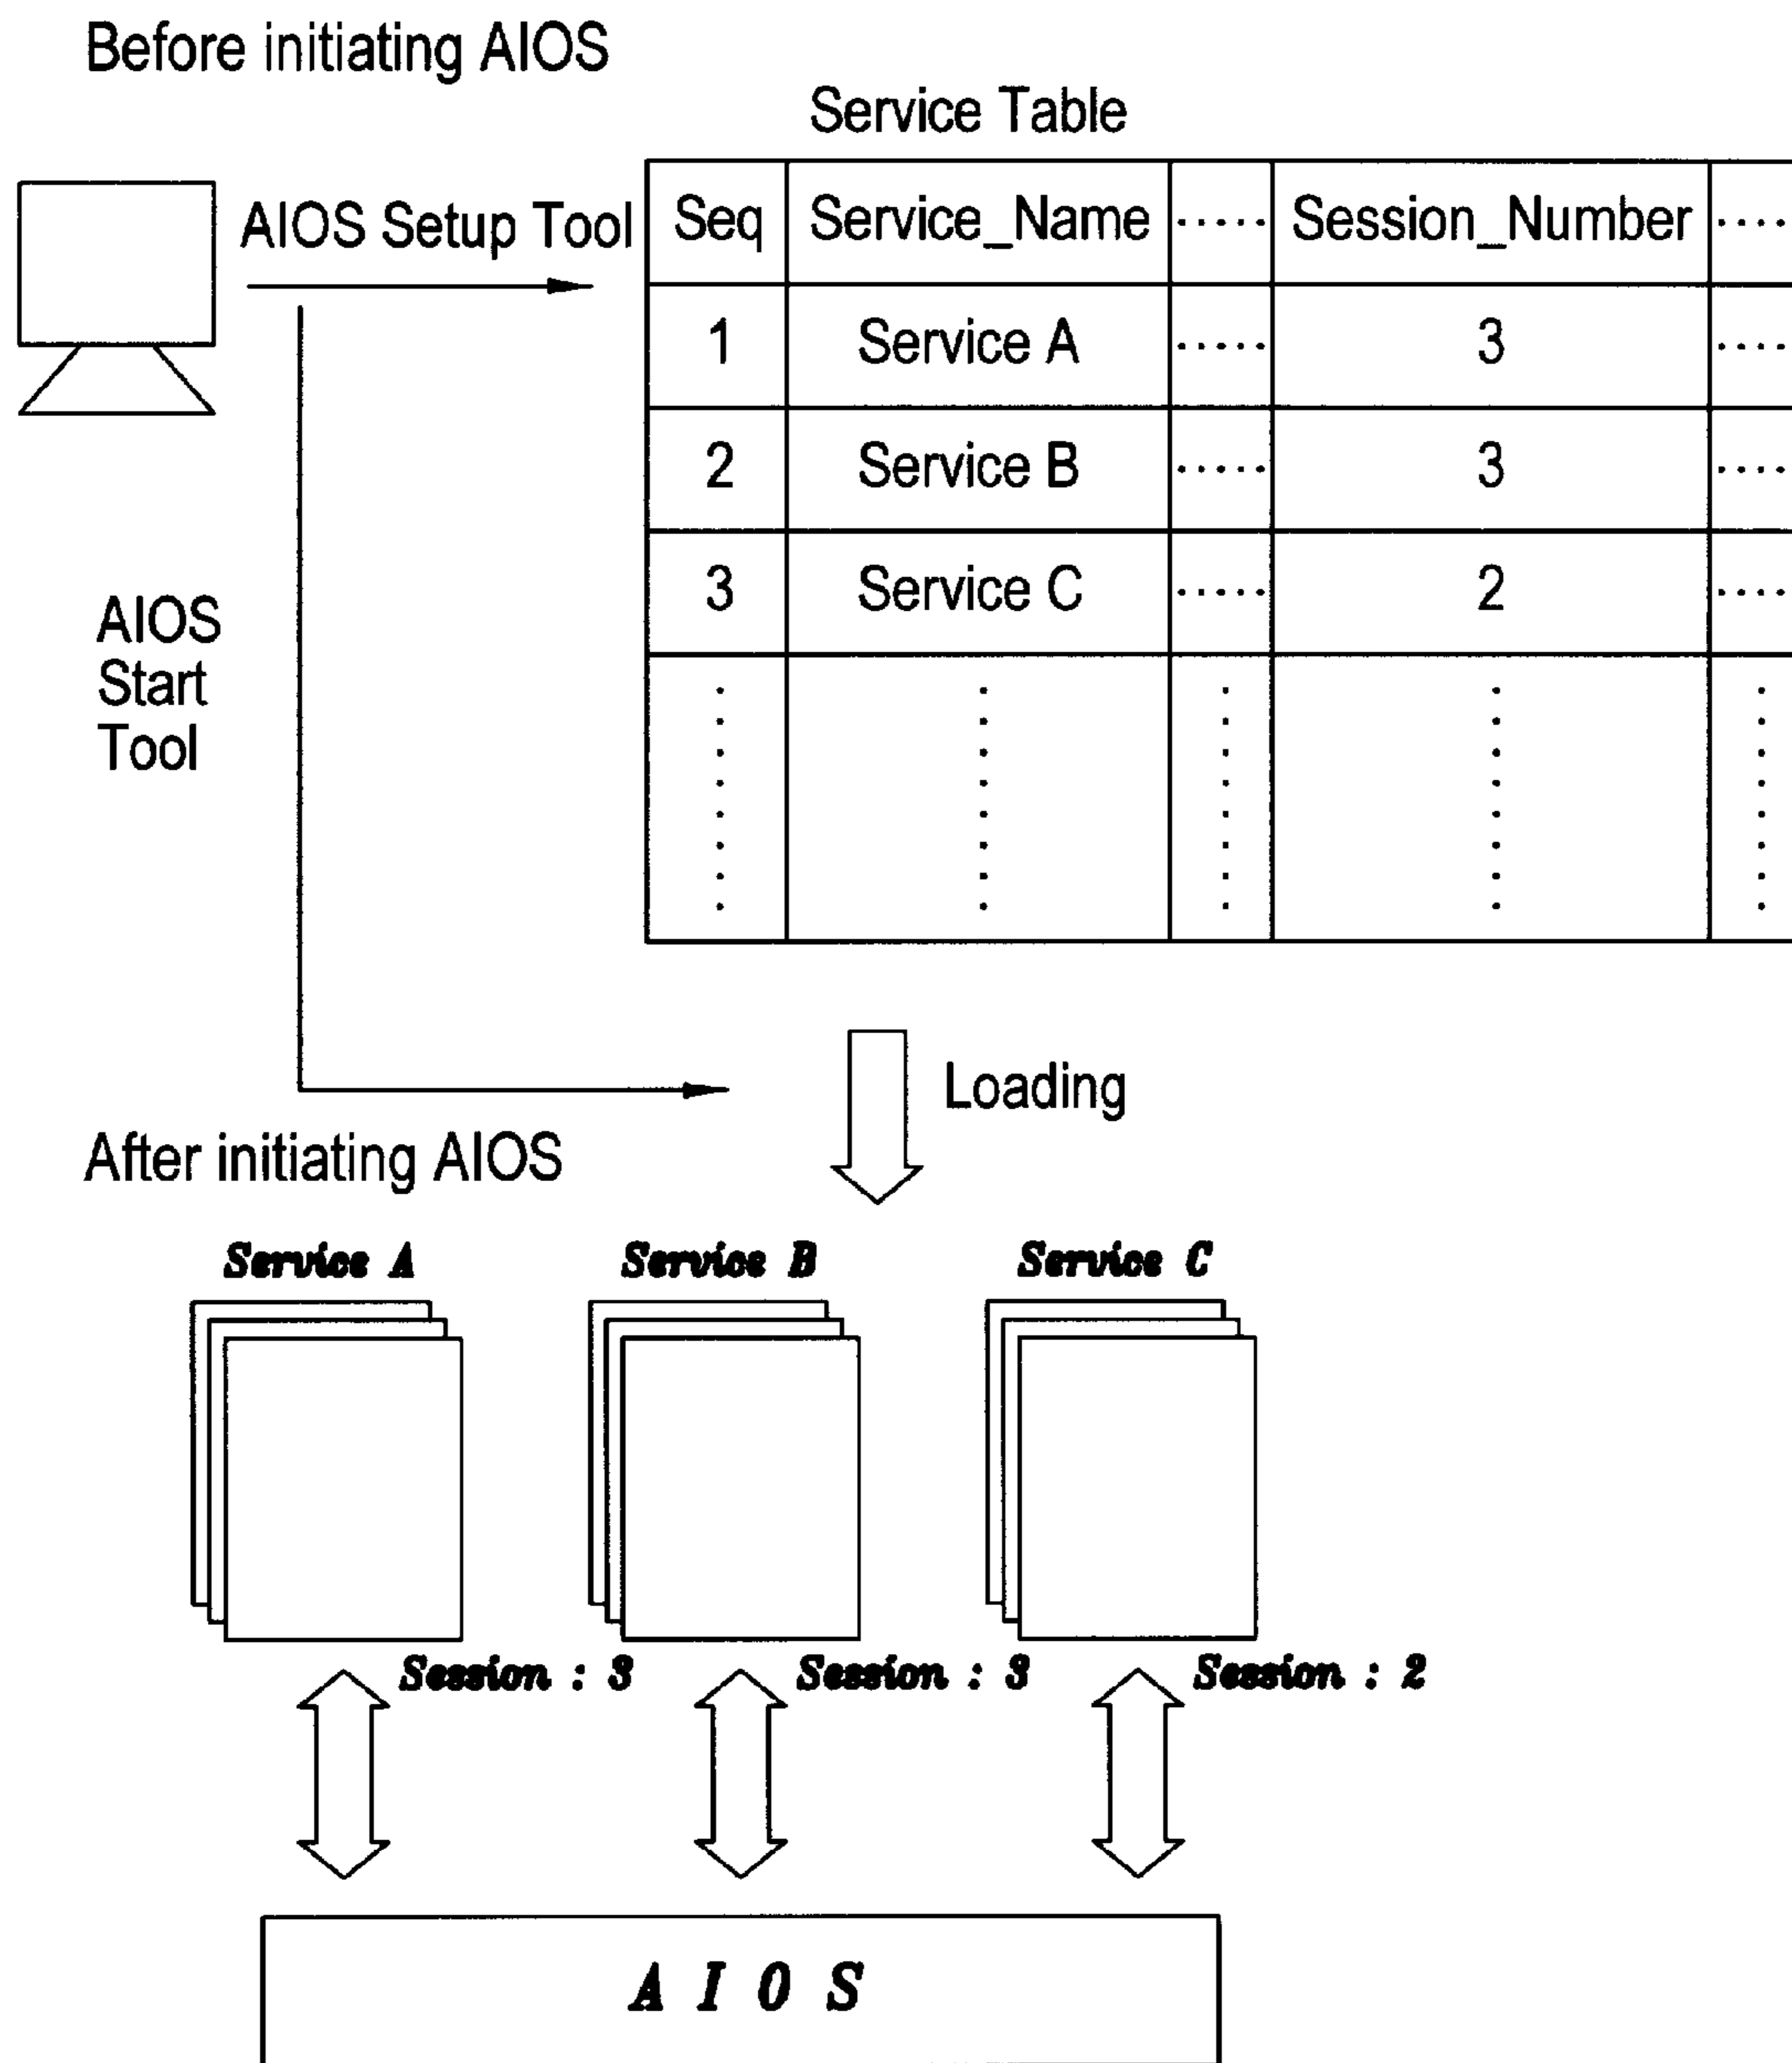 Before initiating AIOS
Service Table
AIOS Setup Tool
Seq Service_Name ..... Session_Number ....
1 Service A ..... 3 ....
2 Service B ..... 3 ....
3 Service C ..... 2 ....
AIOS
Start
Tool
Loading
After initiating AIOS
Service A Service B Service C
Session : 3 Session : 3 Session : 2
A I O S